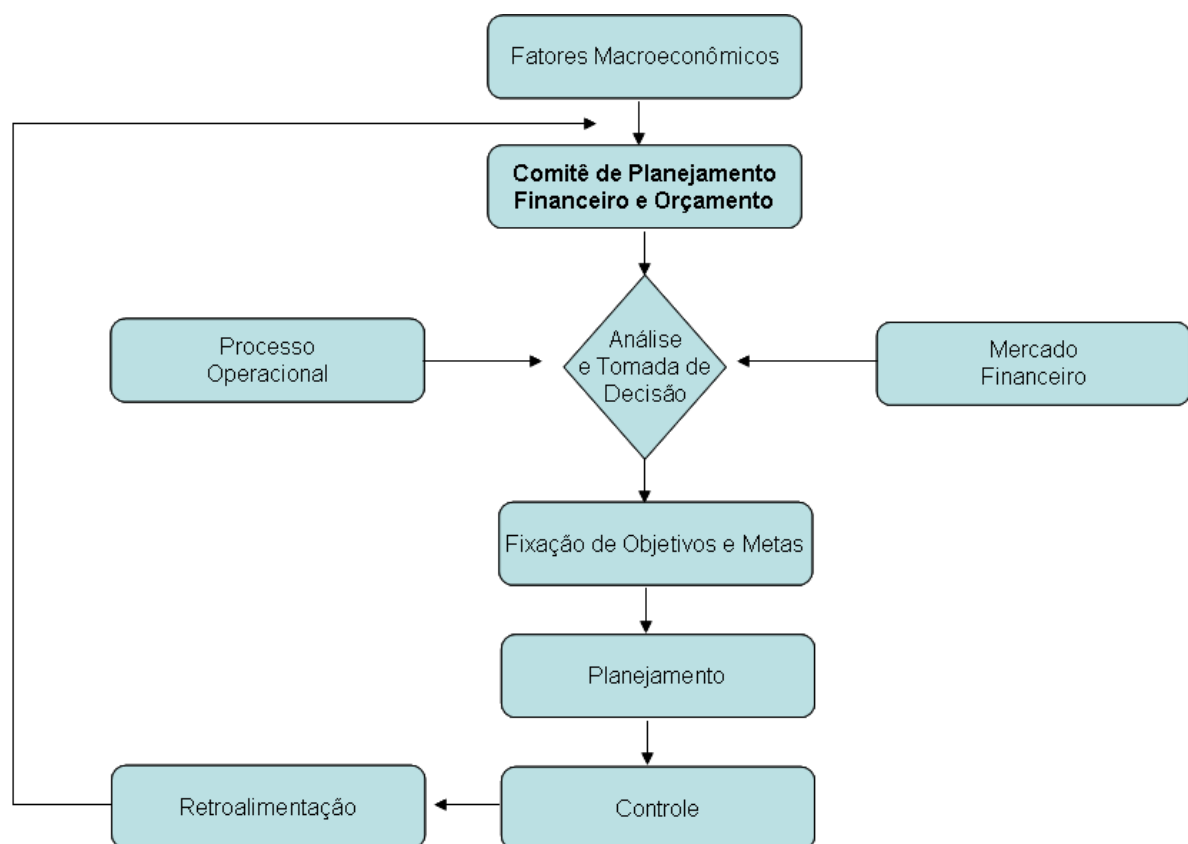 Fatores Macroeconômicos
Comitê de Planejamento
Financeiro e Orçamento
Processo
Operacional
Análise
e Tomada de
Decisão
Mercado
Financeiro
Fixação de Objetivos e Metas
Planejamento
Retroalimentação
Controle